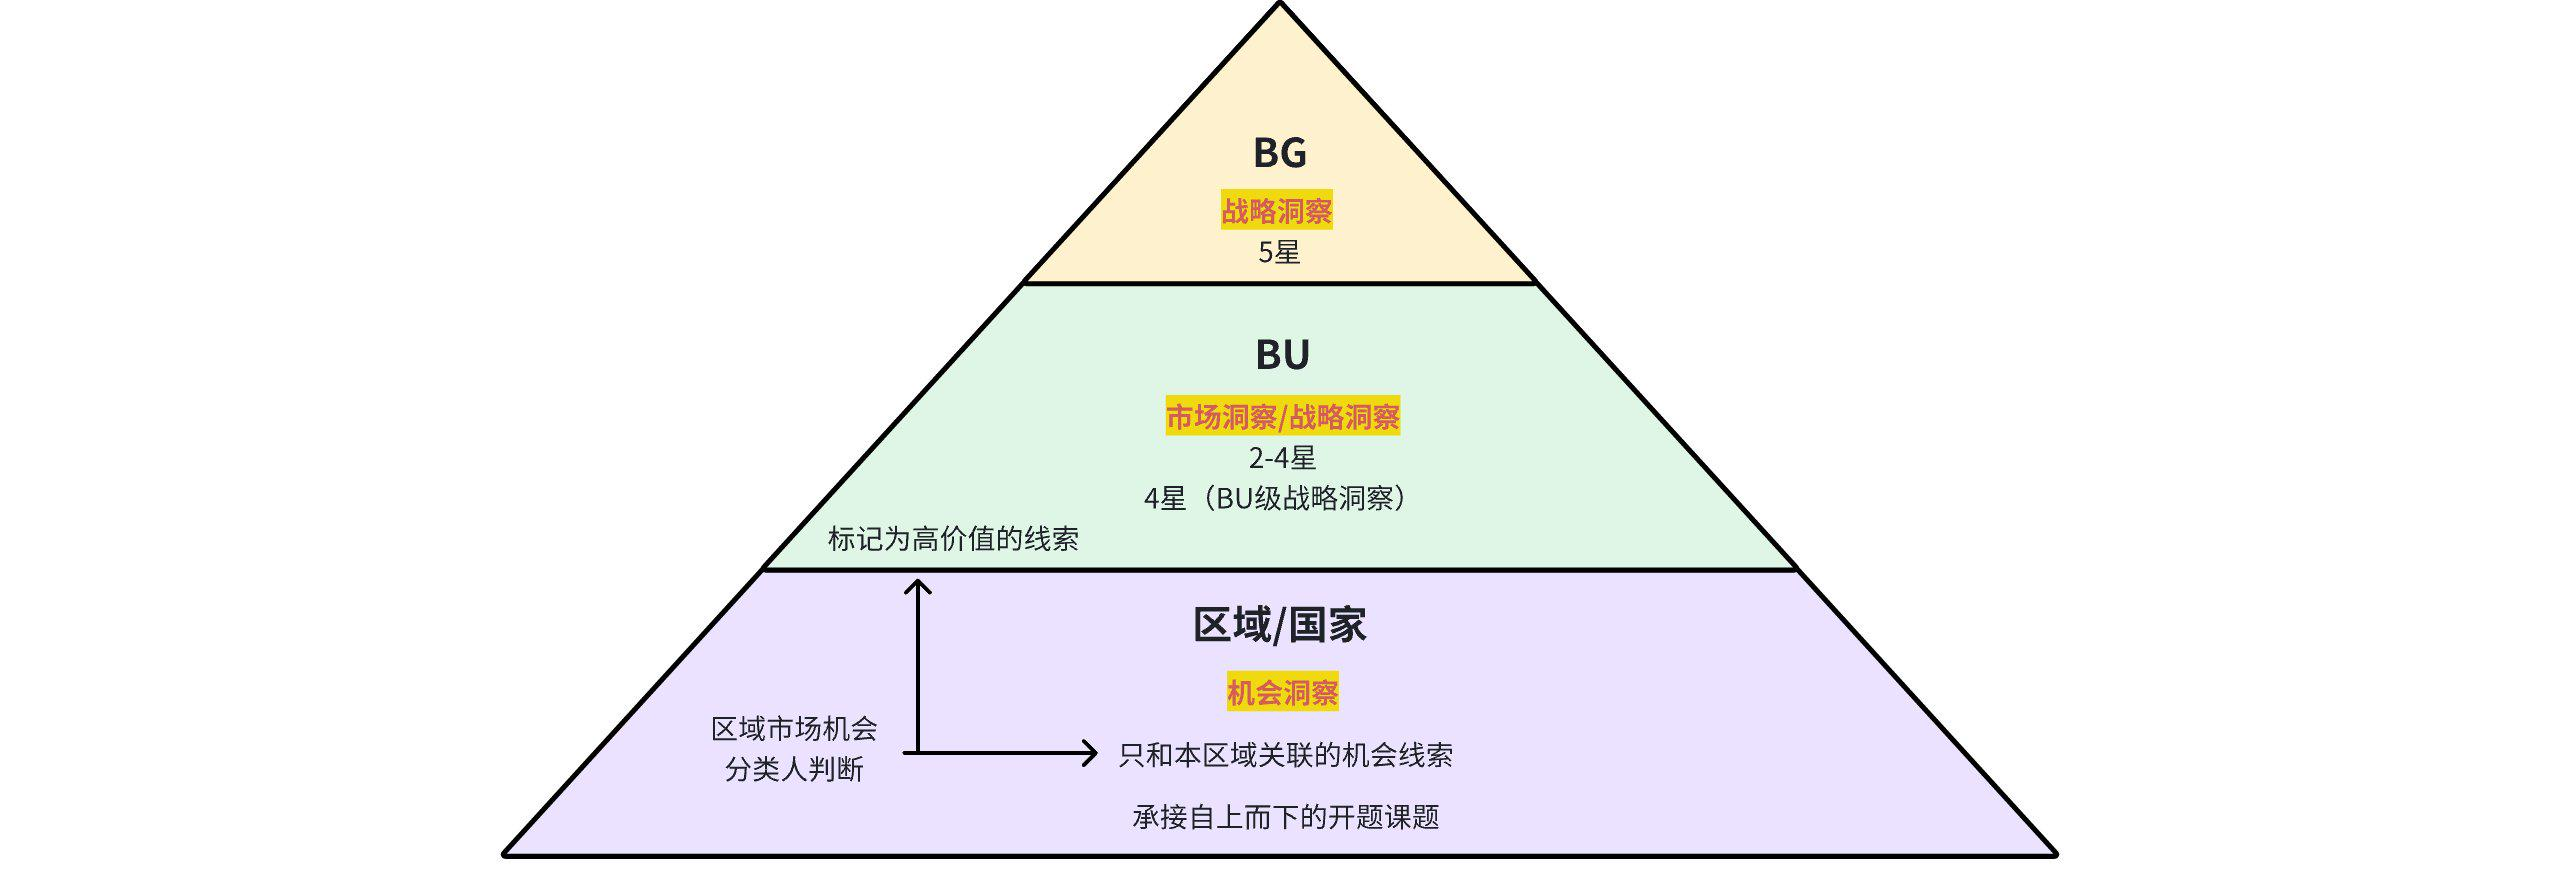 BG
战略洞察
5星
BU
市场洞察/战略洞察
2-4星
4星（BU级战略洞察）
标记为高价值的线索
区域/国家
机会洞察
区域市场机会
分类人判断
只和本区域关联的机会线索
承接自上而下的开题课题